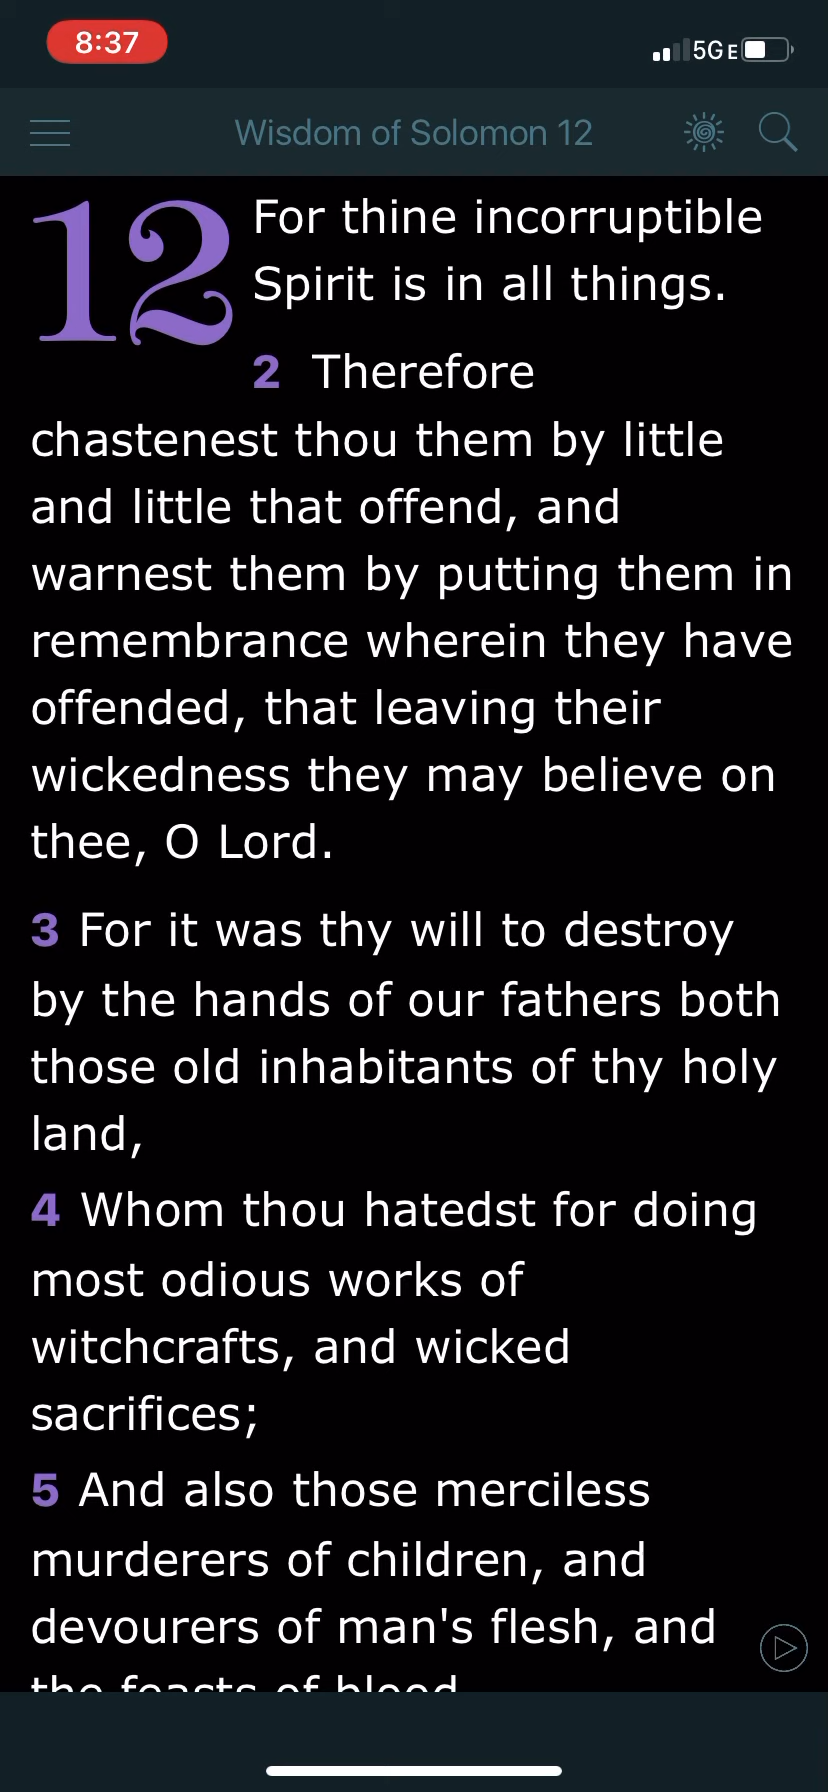 8:37
5GE
Wisdom of Solomon 12
12 For thine incorruptible
Spirit is in all things.
2 Therefore
chastenest thou them by little
and little that offend, and
warnest them by putting them in
remembrance wherein they have
offended, that leaving their
wickedness they may believe on
thee, O Lord.
3 For it was thy will to destroy
by the hands of our fathers both
those old inhabitants of thy holy
land,
4 Whom thou hatedst for doing
most odious works of
witchcrafts, and wicked
sacrifices;
5 And also those merciless
murderers of children, and
devourers of man's flesh, and
the feasts of blood